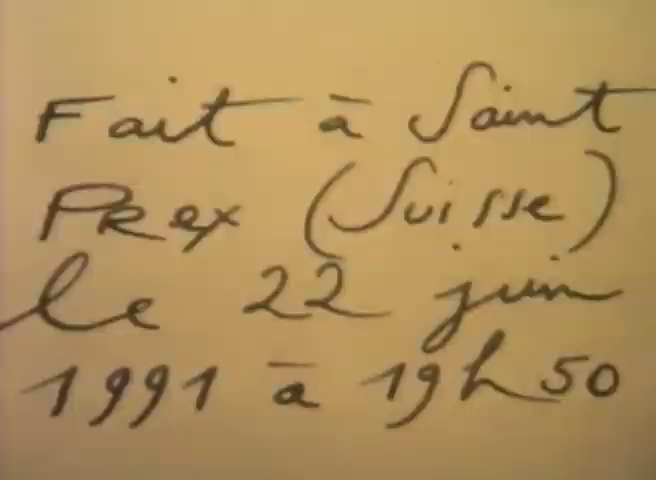 Fait à Saint
Prex (Suisse)
le 22 juin
1991 à 19h50